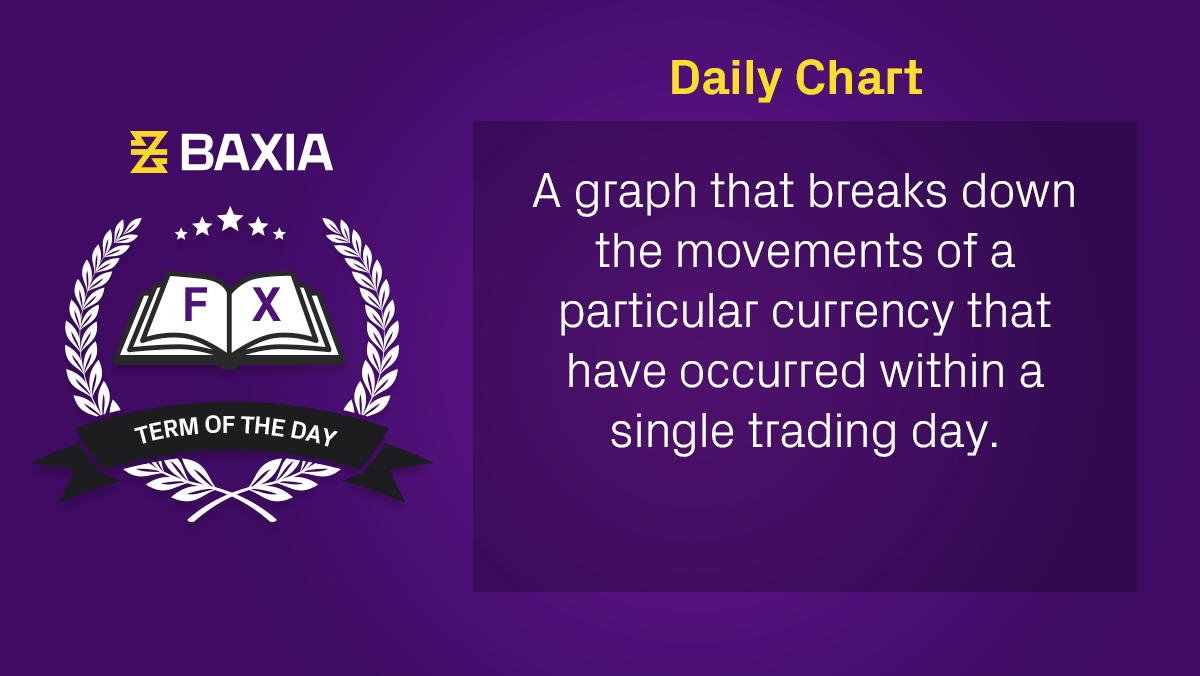 BAXIA
F X
TERM OF THE DAY
Daily Chart
A graph that breaks down
the movements of a
particular currency that
have occurred within a
single trading day.